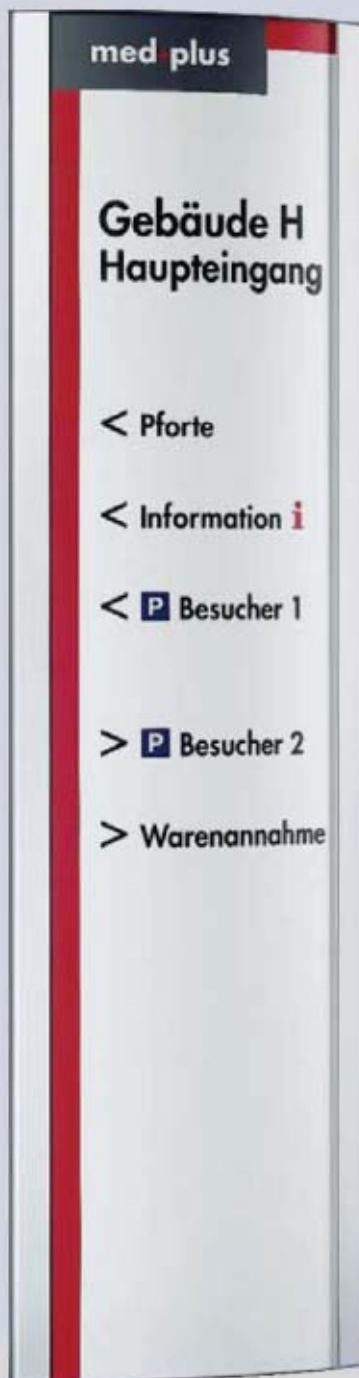 med plus
Gebäude H
Haupteingang
< Pforte
< Information i
< P Besucher 1
> P Besucher 2
> Warenannahme